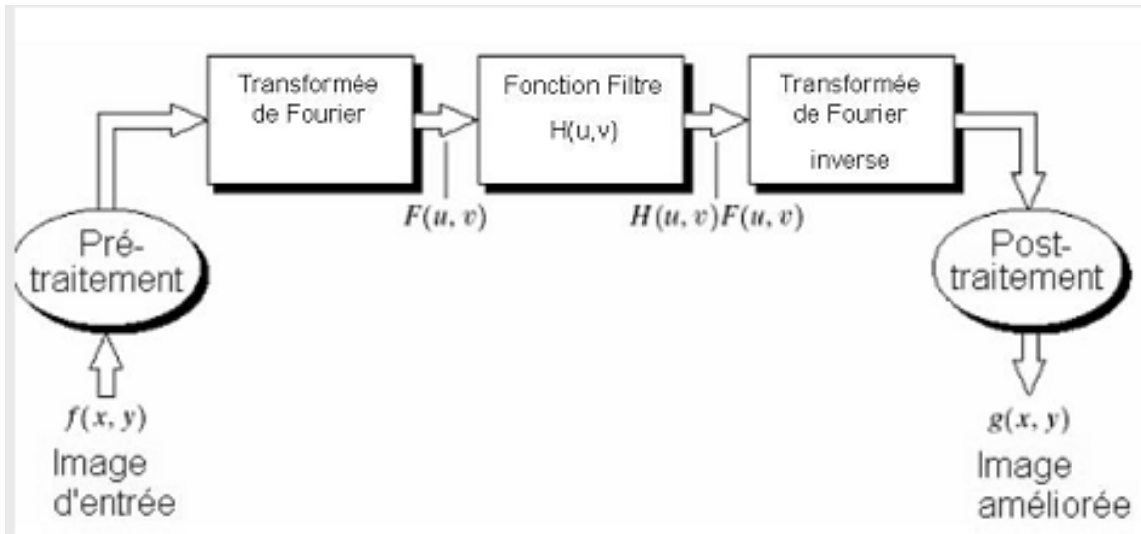 Transformée
de Fourier
Fonction Filtre
H(u,v)
Transformée
de Fourier
inverse
F(u, v)
H(u, v)F(u, v)
Pré-
traitement
Post-
traitement
f(x, y)
Image
d'entrée
g(x, y)
Image
améliorée